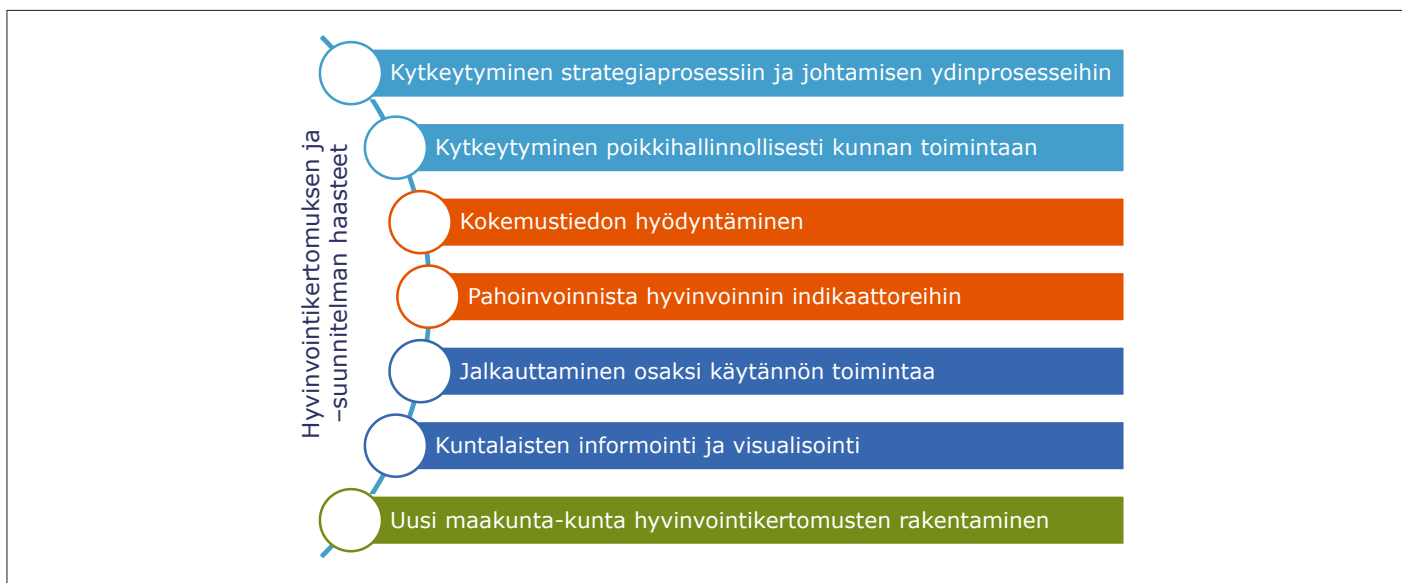 Hyvinvointikertomuksen ja
–suunnitelman haasteet
Kytkeytyminen strategiaprosessiin ja johtamisen ydinprosesseihin
Kytkeytyminen poikkihallinnollisesti kunnan toimintaan
Kokemustiedon hyödyntäminen
Pahoinvoinnista hyvinvoinnin indikaattoreihin
Jalkauttaminen osaksi käytännön toimintaa
Kuntalaisten informointi ja visualisointi
Uusi maakunta-kunta hyvinvointikertomusten rakentaminen